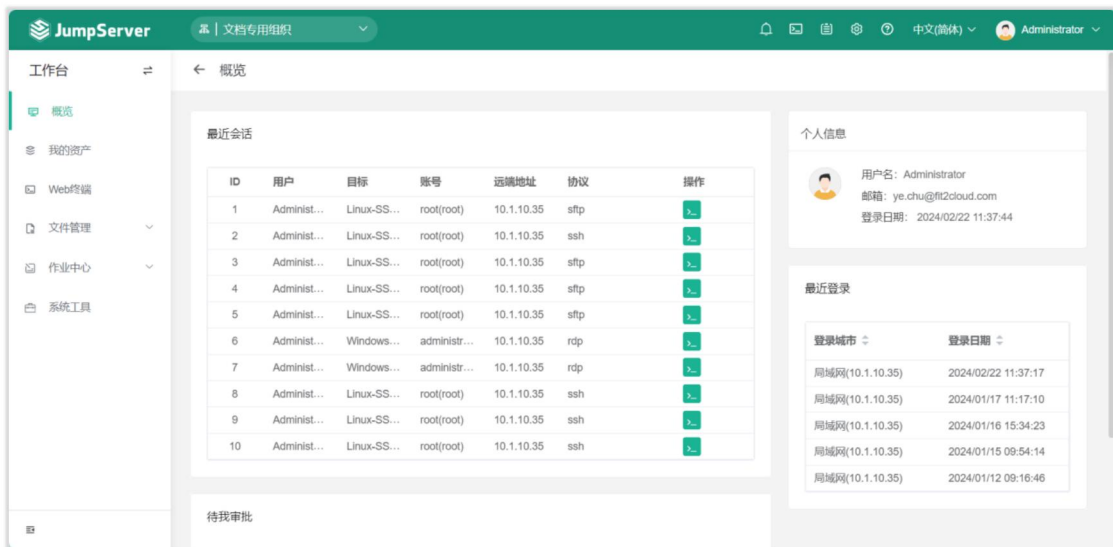 JumpServer 文档专用组织 中文(简体) Administrator
工作台
概览
我的资产
Web终端
文件管理
作业中心
系统工具
← 概览
最近会话
ID 用户 目标 账号 远端地址 协议 操作
1 Administ... Linux-SS... root(root) 10.1.10.35 sftp
2 Administ... Linux-SS... root(root) 10.1.10.35 ssh
3 Administ... Linux-SS... root(root) 10.1.10.35 sftp
4 Administ... Linux-SS... root(root) 10.1.10.35 sftp
5 Administ... Linux-SS... root(root) 10.1.10.35 sftp
6 Administ... Windows... administr... 10.1.10.35 rdp
7 Administ... Windows... administr... 10.1.10.35 rdp
8 Administ... Linux-SS... root(root) 10.1.10.35 ssh
9 Administ... Linux-SS... root(root) 10.1.10.35 ssh
10 Administ... Linux-SS... root(root) 10.1.10.35 ssh
待我审批
个人信息
用户名： Administrator
邮箱： ye.chu@fit2cloud.com
登录日期： 2024/02/22 11:37:44
最近登录
登录城市 登录日期
局域网(10.1.10.35) 2024/02/22 11:37:17
局域网(10.1.10.35) 2024/01/17 11:17:10
局域网(10.1.10.35) 2024/01/16 15:34:23
局域网(10.1.10.35) 2024/01/15 09:54:14
局域网(10.1.10.35) 2024/01/12 09:16:46